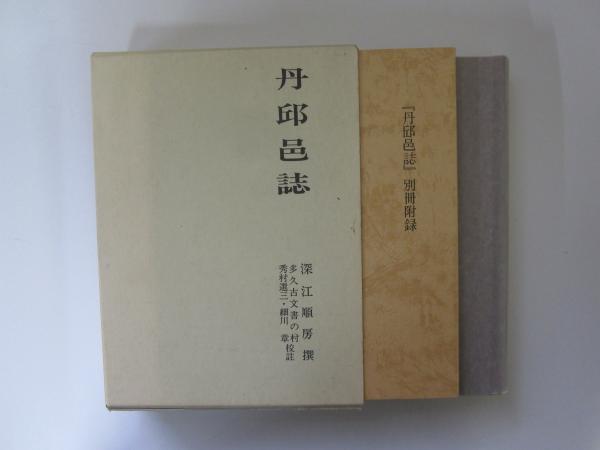 丹邱邑誌
深江順房撰
多久古文書の村校註
秀村選三・細川章
『丹邱邑誌』別冊附録